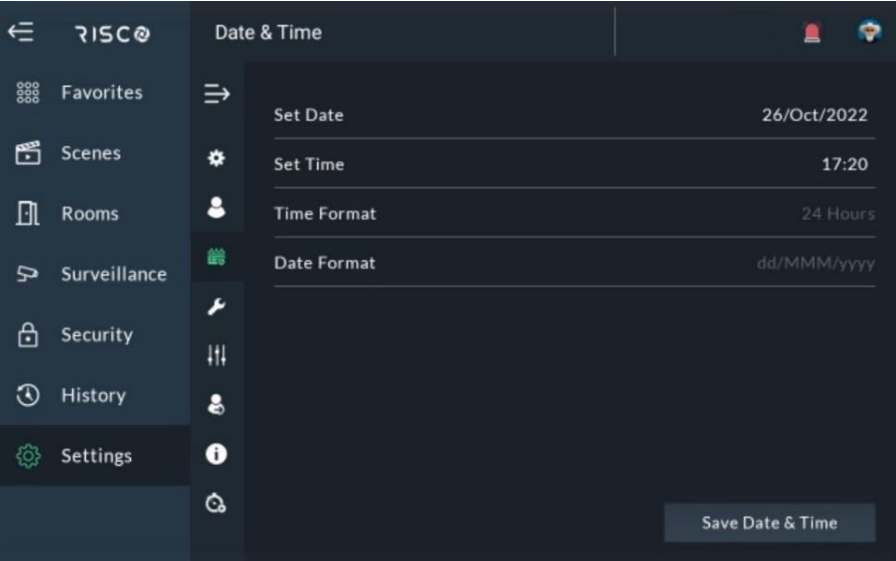 RISCO
Date & Time
Favorites
Scenes
Rooms
Surveillance
Security
History
Settings
Set Date 26/Oct/2022
Set Time 17:20
Time Format 24 Hours
Date Format dd/MMM/yyyy
Save Date & Time